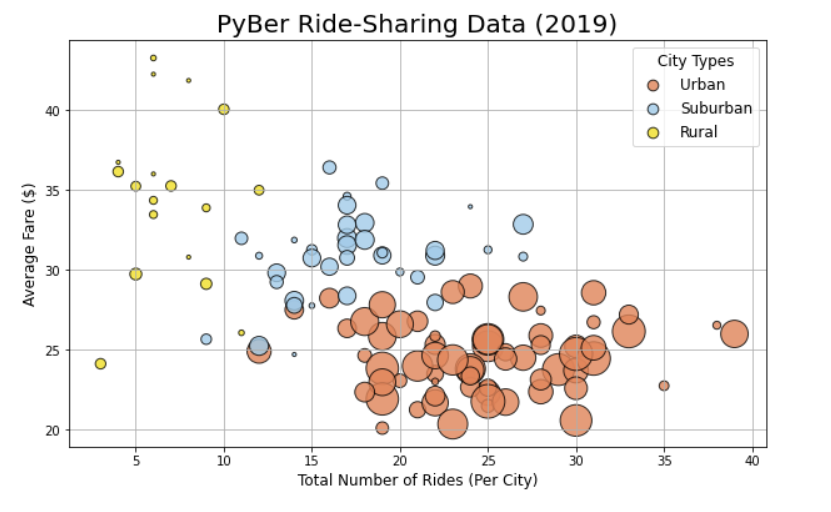 PyBer Ride-Sharing Data (2019)
City Types
Urban
Suburban
Rural
Average Fare ($)
40
35
30
25
20
5 10 15 20 25 30 35 40
Total Number of Rides (Per City)